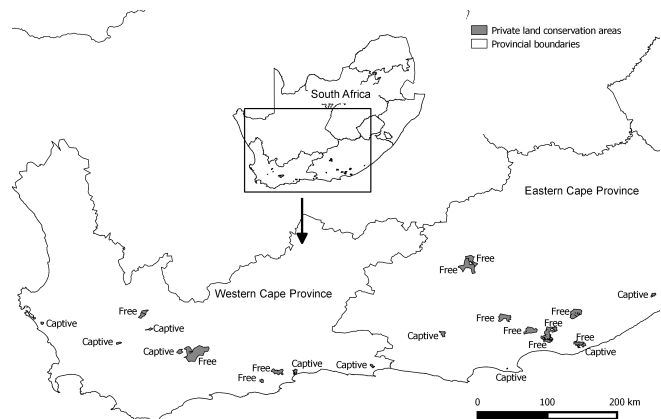 Private land conservation areas
Provincial boundaries
South Africa
Eastern Cape Province
Free
Free
Western Cape Province
Free
Free
Free
Free
Captive
Captive
Captive
Captive
Free
Free
Captive
Captive
Free
Captive
Free
Captive
Captive
Free
Captive
Free
0 100 200 km